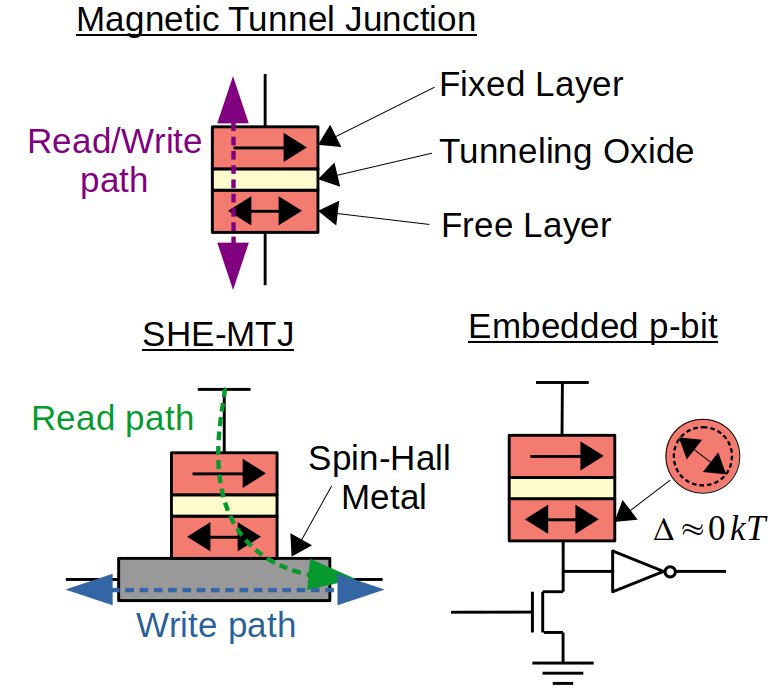 Magnetic Tunnel Junction
Fixed Layer
Read/Write
path
Tunneling Oxide
Free Layer
SHE-MTJ
Embedded p-bit
Read path
Spin-Hall
Metal
Δ ≈ 0 kT
Write path